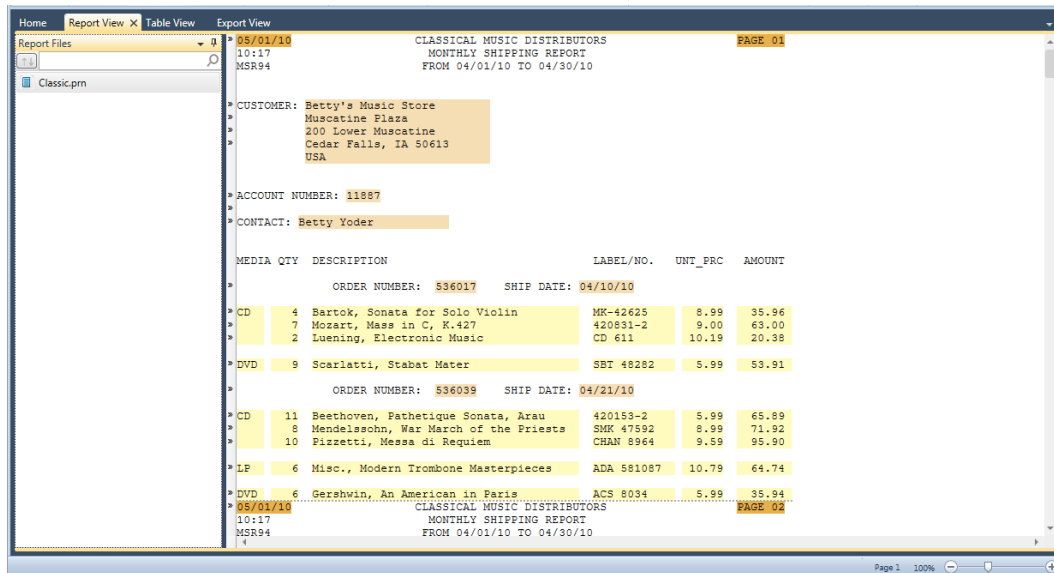 Home Report View X Table View Export View
Report Files
Classic.prn
05/01/10 CLASSICAL MUSIC DISTRIBUTORS PAGE 01
10:17 MONTHLY SHIPPING REPORT
MSR94 FROM 04/01/10 TO 04/30/10
CUSTOMER: Betty's Music Store
Muscatine Plaza
200 Lower Muscatine
Cedar Falls, IA 50613
USA
ACCOUNT NUMBER: 11887
CONTACT: Betty Yoder
MEDIA QTY DESCRIPTION LABEL/NO. UNT_PRC AMOUNT
ORDER NUMBER: 536017 SHIP DATE: 04/10/10
CD 4 Bartok, Sonata for Solo Violin MK-42625 8.99 35.96
7 Mozart, Mass in C, K.427 420831-2 9.00 63.00
2 Luening, Electronic Music CD 611 10.19 20.38
DVD 9 Scarlatti, Stabat Mater SBT 48282 5.99 53.91
ORDER NUMBER: 536039 SHIP DATE: 04/21/10
CD 11 Beethoven, Pathetique Sonata, Arau 420153-2 5.99 65.89
8 Mendelssohn, War March of the Priests SMK 47592 8.99 71.92
10 Pizzetti, Messa di Requiem CHAN 8964 9.59 95.90
LP 6 Misc., Modern Trombone Masterpieces ADA 581087 10.79 64.74
DVD 6 Gershwin, An American in Paris ACS 8034 5.99 35.94
05/01/10 CLASSICAL MUSIC DISTRIBUTORS PAGE 02
10:17 MONTHLY SHIPPING REPORT
MSR94 FROM 04/01/10 TO 04/30/10
Page 1 100%